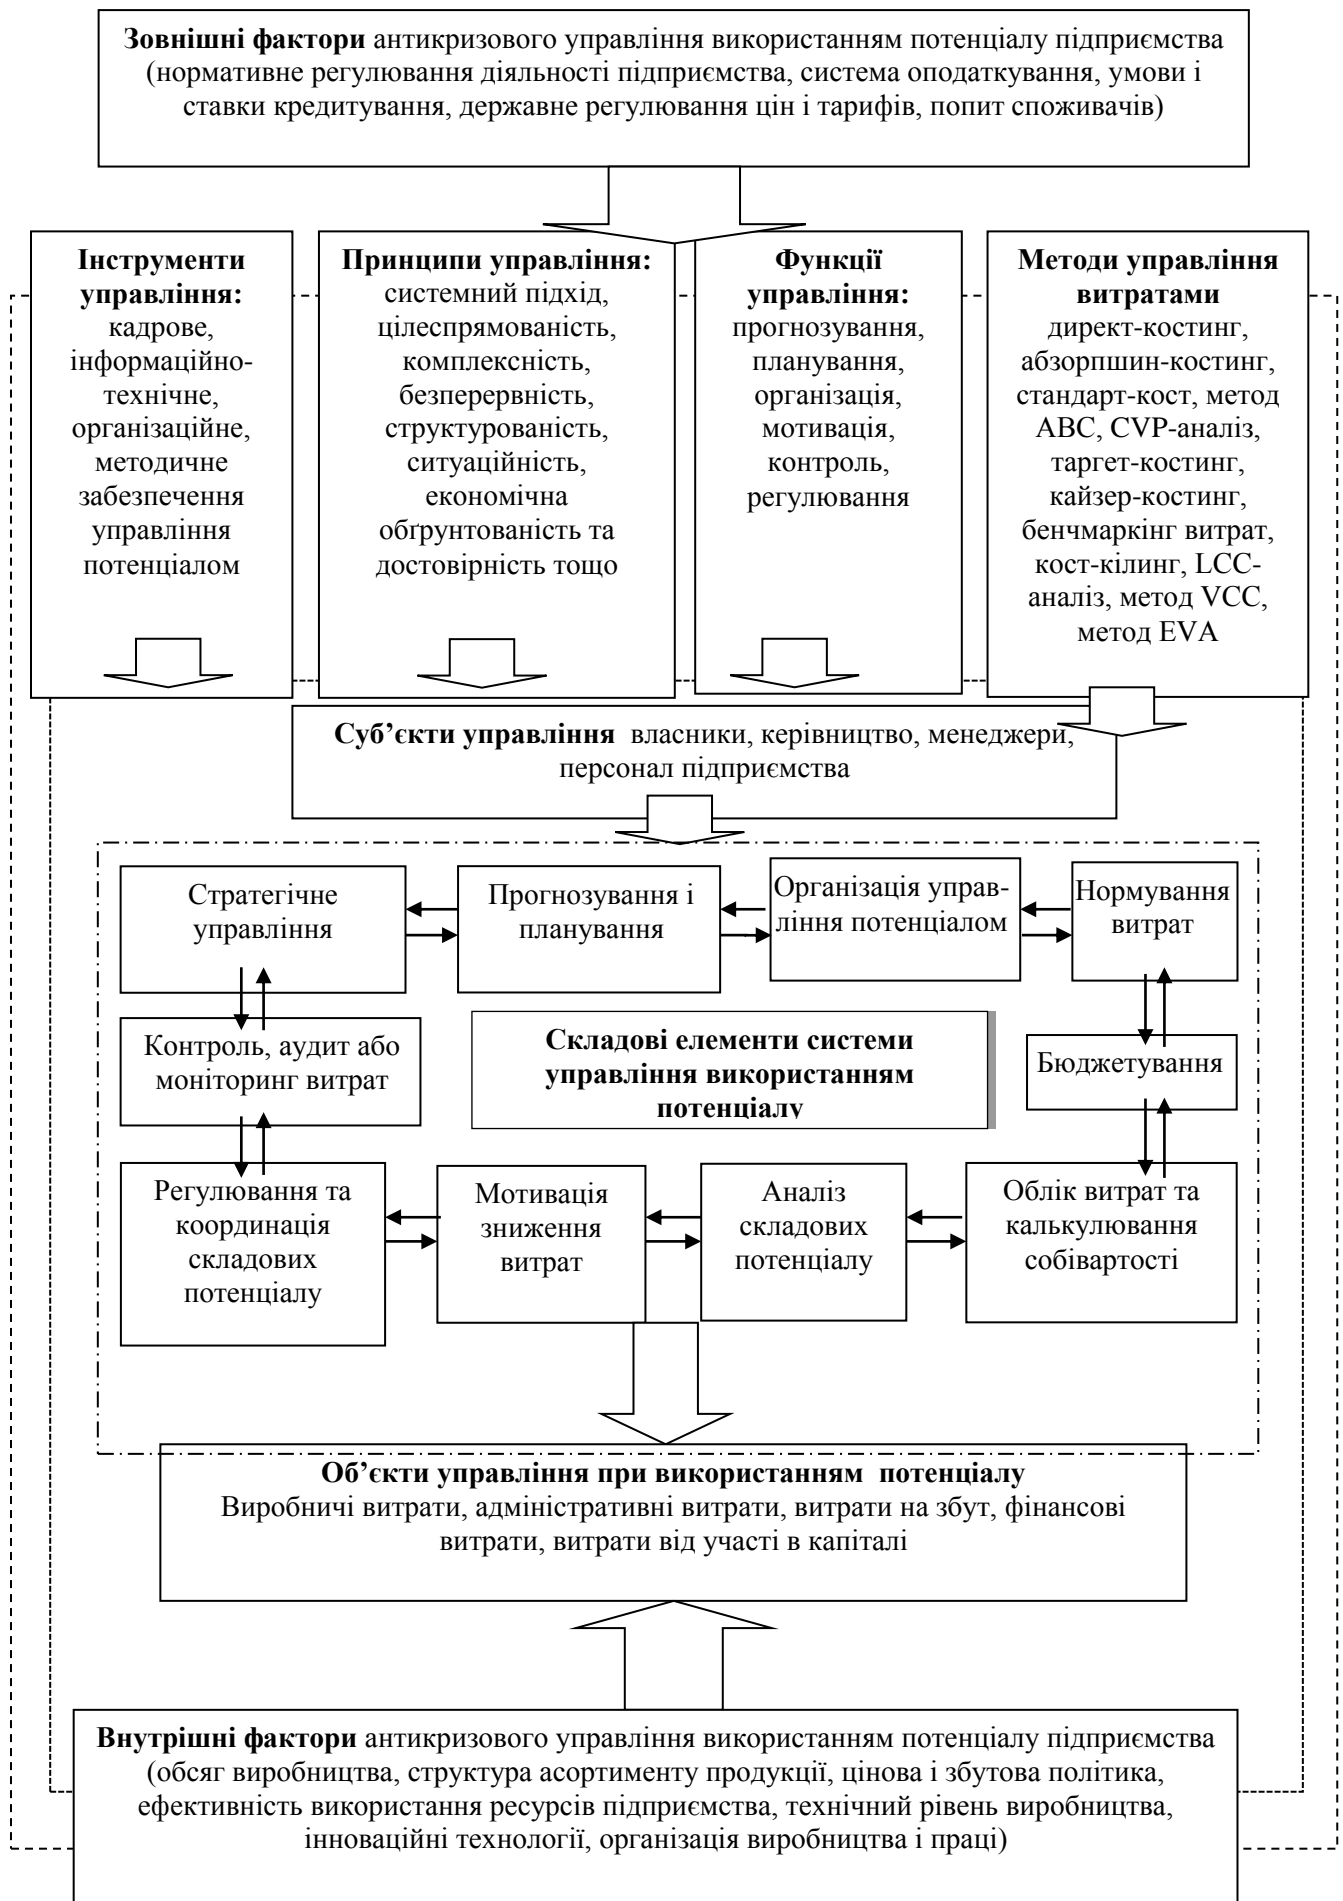 Зовнішні фактори антикризового управління використанням потенціалу підприємства
(нормативне регулювання діяльності підприємства, система оподаткування, умови і
ставки кредитування, державне регулювання цін і тарифів, попит споживачів)
Інструменти
управління:
кадрове,
інформаційно-
технічне,
організаційне,
методичне
забезпечення
управління
потенціалом
Принципи управління:
системний підхід,
цілеспрямованість,
комплексність,
безперервність,
структурованість,
ситуаційність,
економічна
обґрунтованість та
достовірність тощо
Функції
управління:
прогнозування,
планування,
організація,
мотивація,
контроль,
регулювання
Методи управління
витратами
директ-костинг,
абзорпшин-костинг,
стандарт-кост, метод
АВС, CVP-аналіз,
таргет-костинг,
кайзер-костинг,
бенчмаркінг витрат,
кост-кілинг, LCC-
аналіз, метод VCC,
метод EVA
Суб’єкти управління власники, керівництво, менеджери,
персонал підприємства
Стратегічне
управління
Прогнозування і
планування
Організація управ-
ління потенціалом
Нормування
витрат
Контроль, аудит або
моніторинг витрат
Складові елементи системи
управління використанням
потенціалу
Бюджетування
Регулювання та
координація
складових
потенціалу
Мотивація
зниження
витрат
Аналіз
складових
потенціалу
Облік витрат та
калькулювання
собівартості
Об’єкти управління при використанням потенціалу
Виробничі витрати, адміністративні витрати, витрати на збут, фінансові
витрати, витрати від участі в капіталі
Внутрішні фактори антикризового управління використанням потенціалу підприємства
(обсяг виробництва, структура асортименту продукції, цінова і збутова політика,
ефективність використання ресурсів підприємства, технічний рівень виробництва,
інноваційні технології, організація виробництва і праці)